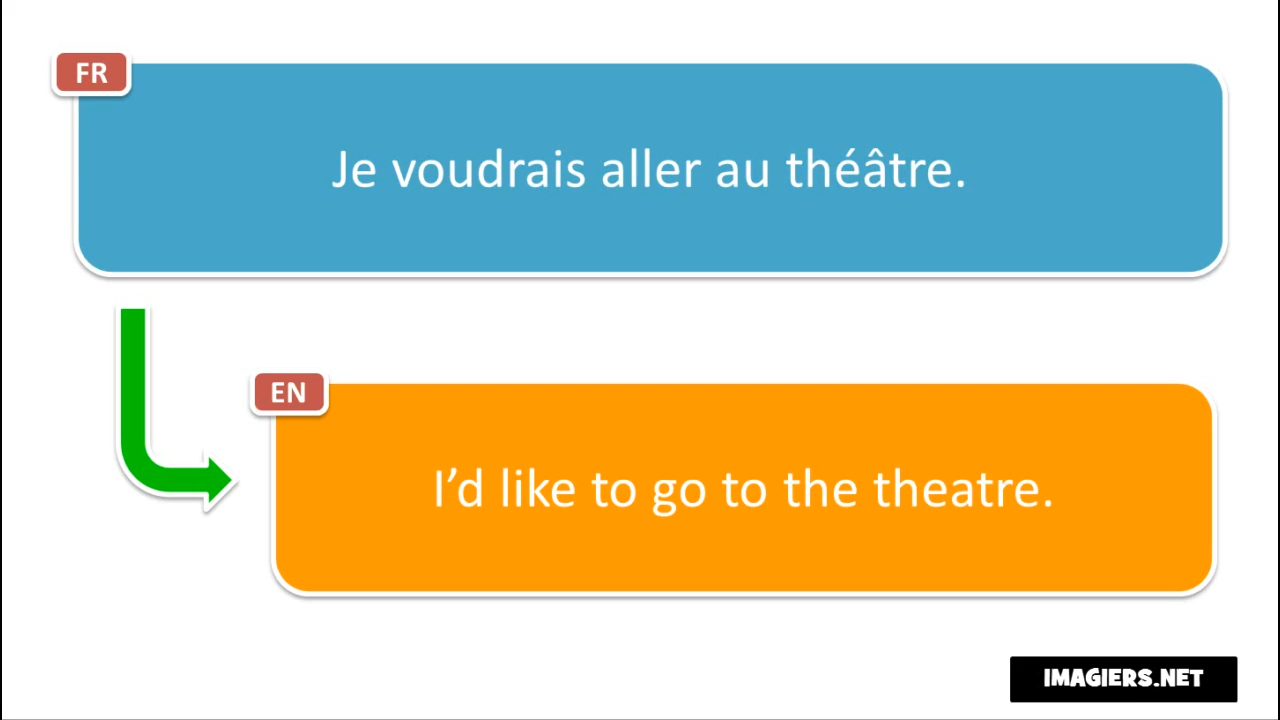 FR
Je voudrais aller au théâtre.
EN
I’d like to go to the theatre.
IMAGIERS.NET